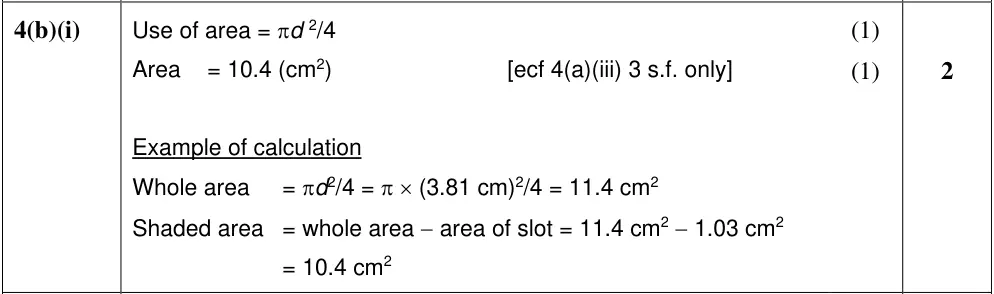 4(b)(i) Use of area = πd ²/4 (1)
Area = 10.4 (cm²) [ecf 4(a)(iii) 3 s.f. only] (1) 2
Example of calculation
Whole area = πd²/4 = π × (3.81 cm)²/4 = 11.4 cm²
Shaded area = whole area − area of slot = 11.4 cm² − 1.03 cm²
= 10.4 cm²